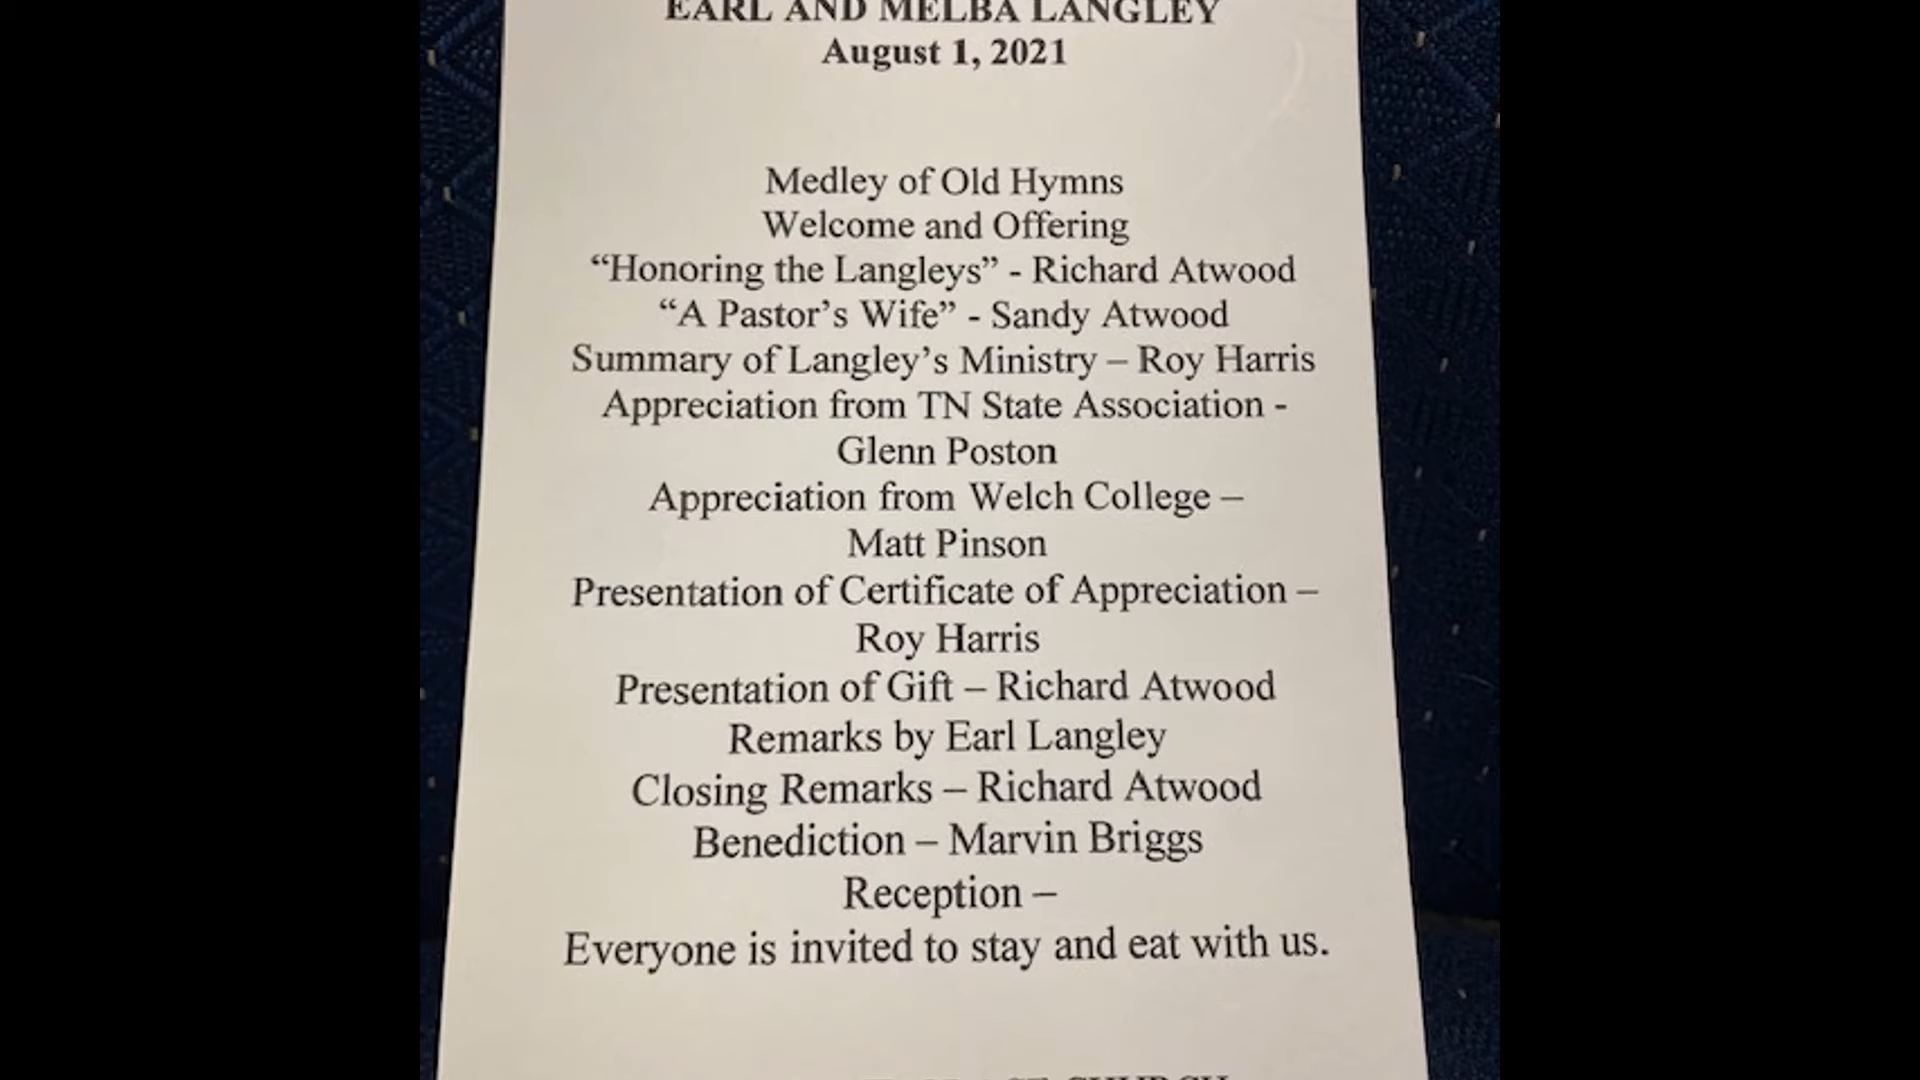 EARL AND MELBA LANGLEY
August 1, 2021
Medley of Old Hymns
Welcome and Offering
“Honoring the Langleys” - Richard Atwood
“A Pastor’s Wife” - Sandy Atwood
Summary of Langley’s Ministry – Roy Harris
Appreciation from TN State Association -
Glenn Poston
Appreciation from Welch College –
Matt Pinson
Presentation of Certificate of Appreciation –
Roy Harris
Presentation of Gift – Richard Atwood
Remarks by Earl Langley
Closing Remarks – Richard Atwood
Benediction – Marvin Briggs
Reception –
Everyone is invited to stay and eat with us.
CHURCH